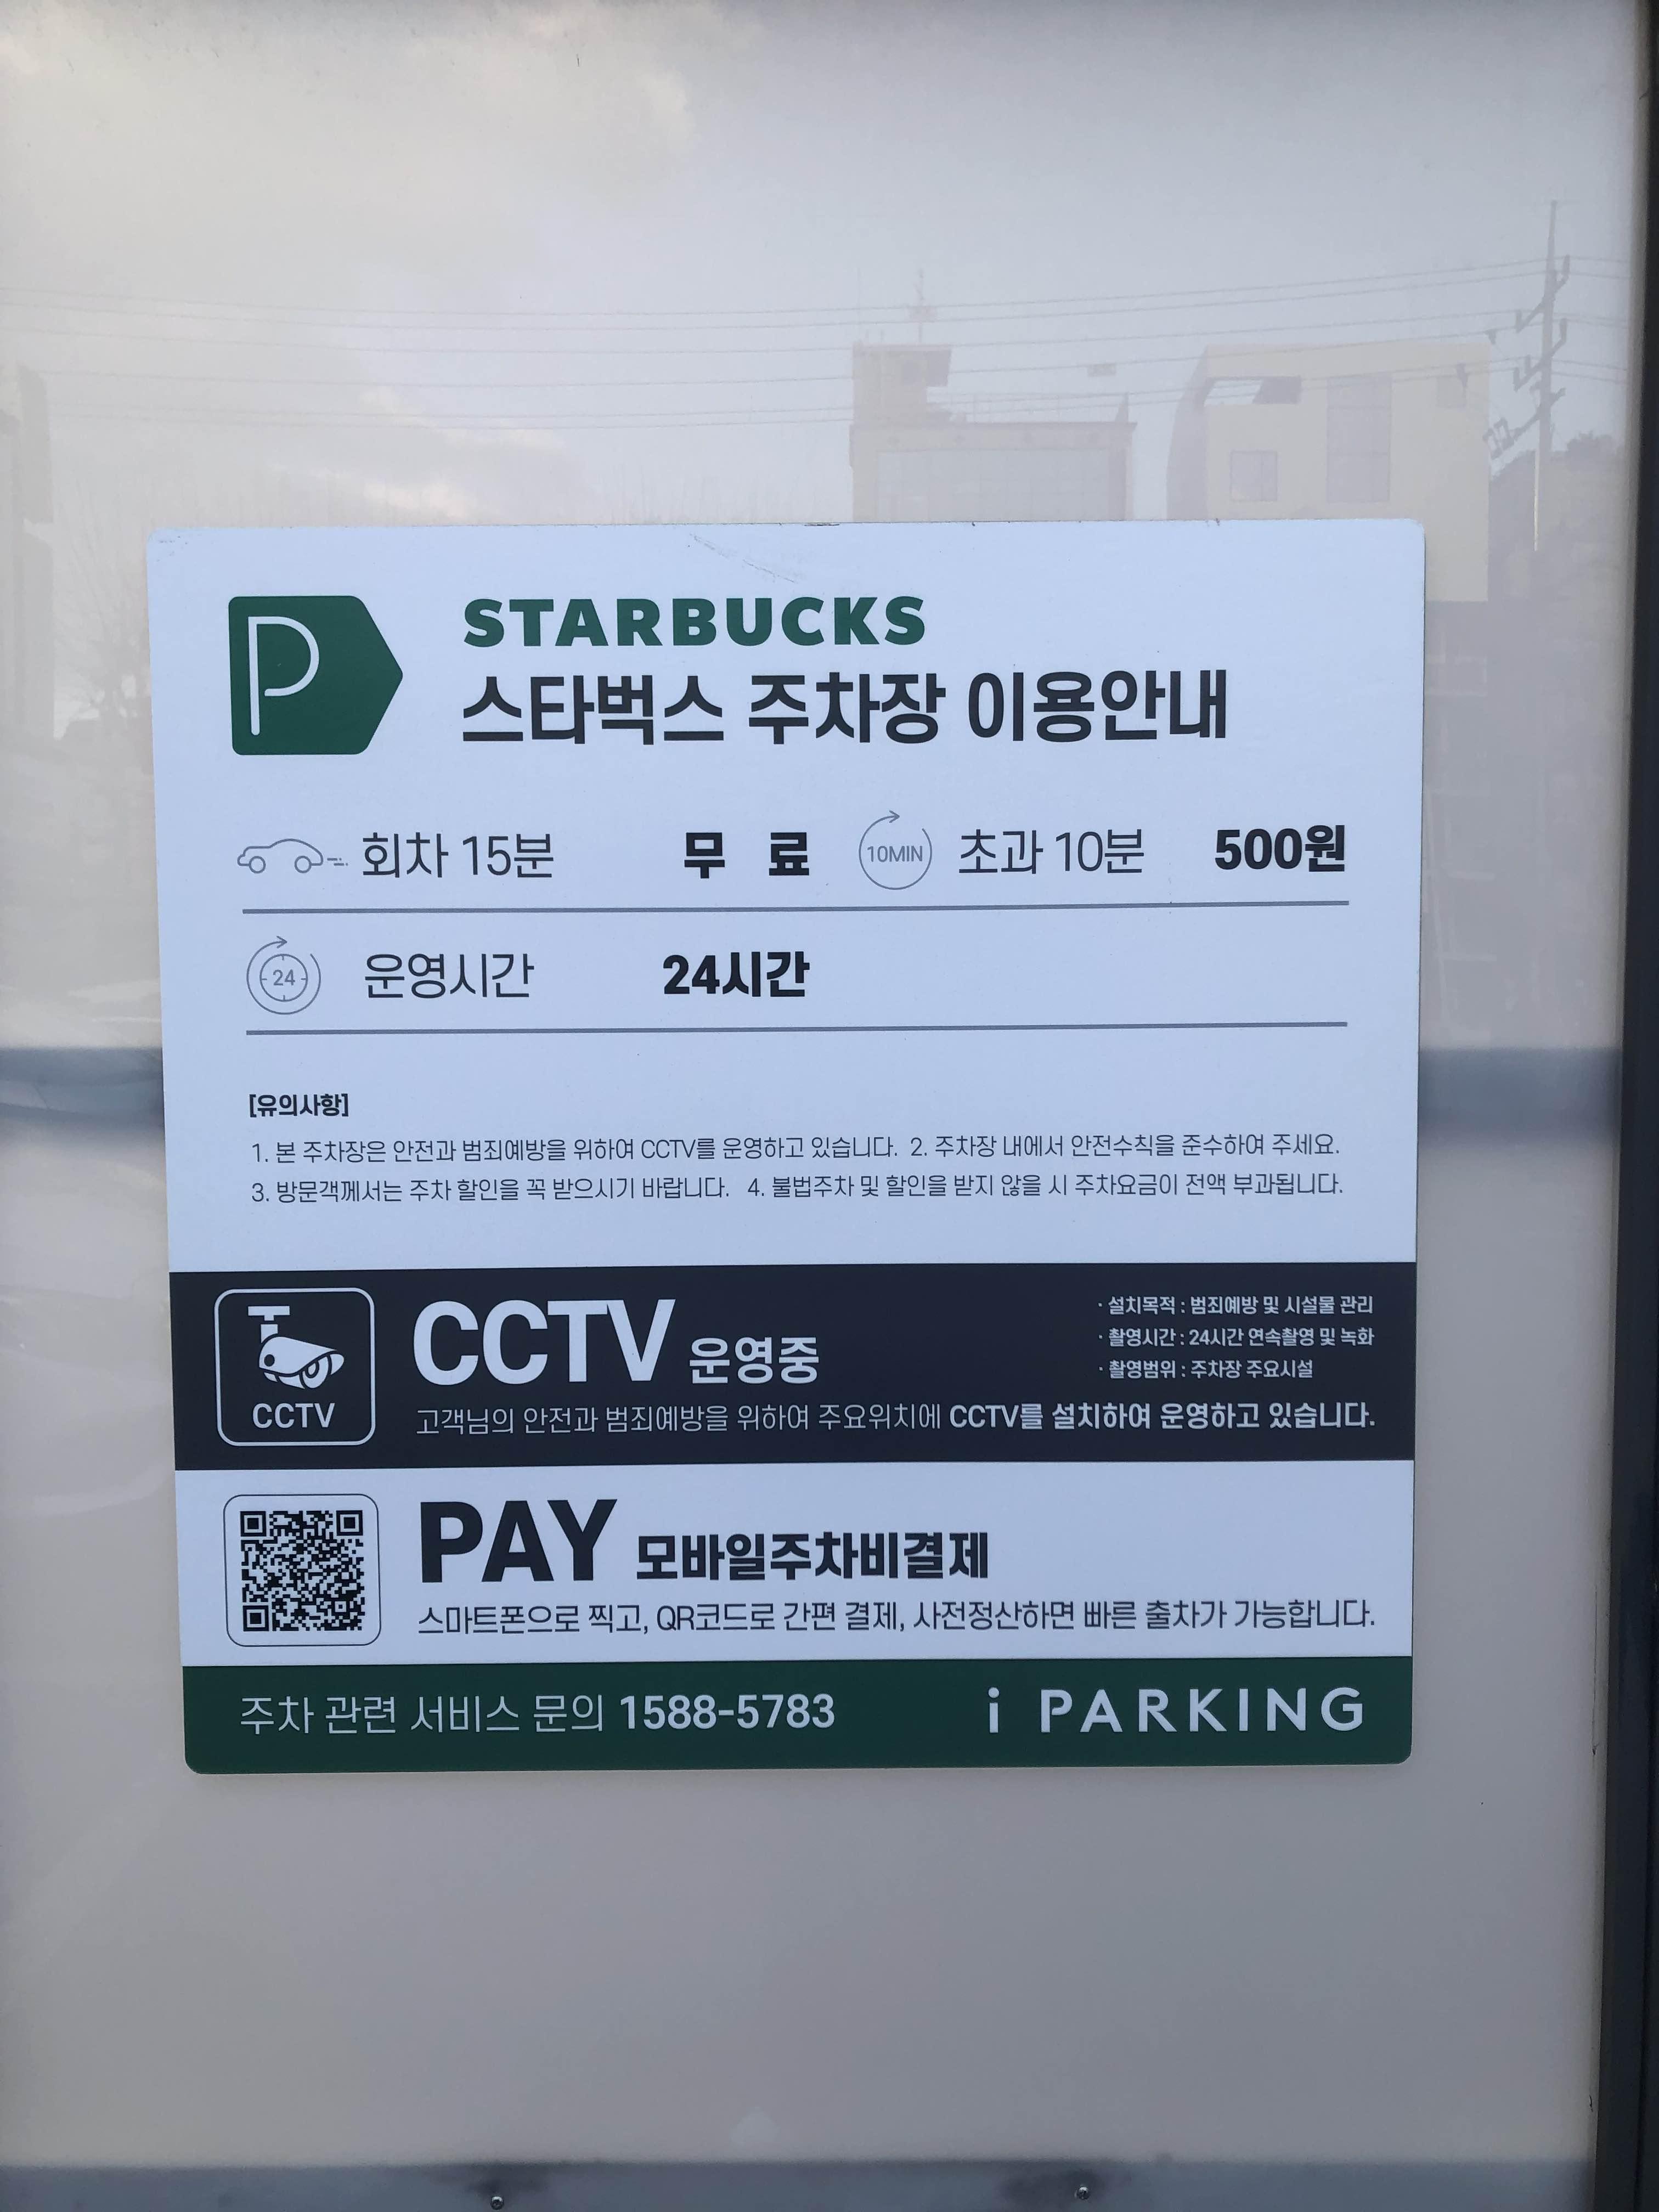 P
STARBUCKS
스타벅스 주차장 이용안내
회차 15분 무 료 10MIN 초과 10분 500원
24 운영시간 24시간
[유의사항]
1. 본 주차장은 안전과 범죄예방을 위하여 CCTV를 운영하고 있습니다. 2. 주차장 내에서 안전수칙을 준수하여 주세요.
3. 방문객께서는 주차 할인을 꼭 받으시기 바랍니다. 4. 불법주차 및 할인을 받지 않을 시 주차요금이 전액 부과됩니다.
CCTV
CCTV 운영중
· 설치목적 : 범죄예방 및 시설물 관리
· 촬영시간 : 24시간 연속촬영 및 녹화
· 촬영범위 : 주차장 주요시설
고객님의 안전과 범죄예방을 위하여 주요위치에 CCTV를 설치하여 운영하고 있습니다.
PAY 모바일주차비결제
스마트폰으로 찍고, QR코드로 간편 결제, 사전정산하면 빠른 출차가 가능합니다.
주차 관련 서비스 문의 1588-5783 i PARKING